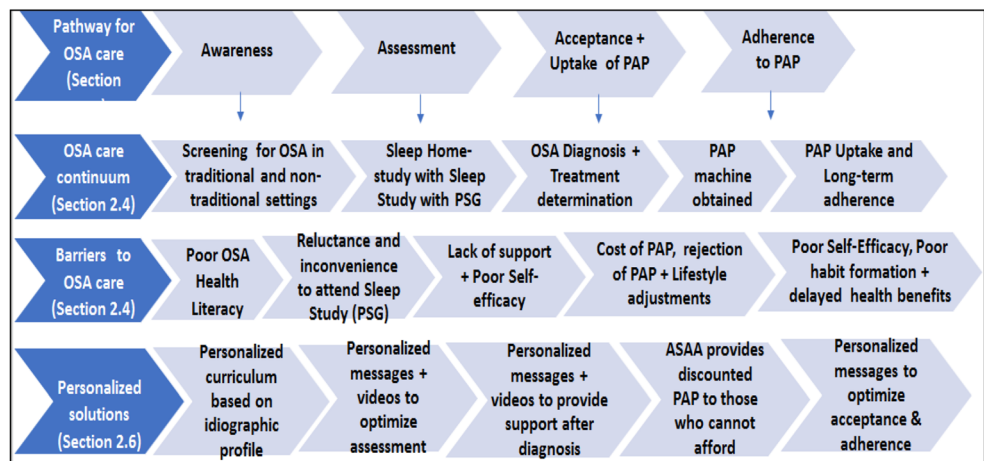 Pathway for
OSA care
(Section
Awareness
Assessment
Acceptance +
Uptake of PAP
Adherence
to PAP
OSA care
continuum
(Section 2.4)
Screening for OSA in
traditional and non-
traditional settings
Sleep Home-
study with Sleep
Study with PSG
OSA Diagnosis +
Treatment
determination
PAP
machine
obtained
PAP Uptake and
Long-term
adherence
Barriers to
OSA care
(Section 2.4)
Poor OSA
Health
Literacy
Reluctance and
inconvenience
to attend Sleep
Study (PSG)
Lack of support
+ Poor Self-
efficacy
Cost of PAP, rejection
of PAP + Lifestyle
adjustments
Poor Self-Efficacy, Poor
habit formation +
delayed health benefits
Personalized
solutions
(Section 2.6)
Personalized
curriculum
based on
idiographic
profile
Personalized
messages +
videos to
optimize
assessment
Personalized
messages +
videos to provide
support after
diagnosis
ASAA provides
discounted
PAP to those
who cannot
afford
Personalized
messages to
optimize
acceptance &
adherence